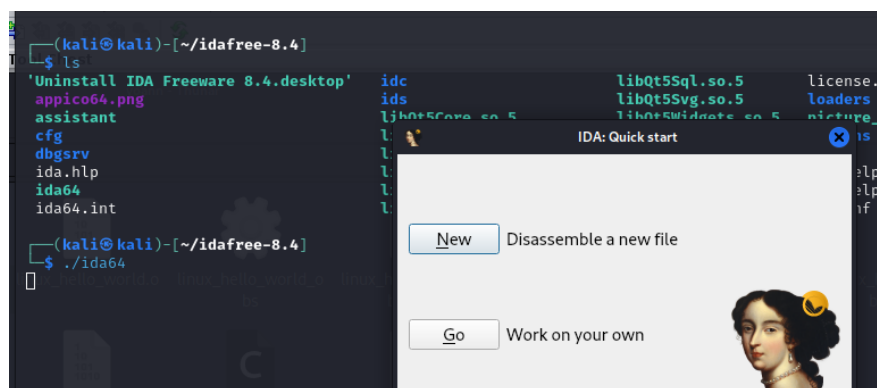 ┌──(kali㉿kali)-[~/idafree-8.4]
└─$ ls
'Uninstall IDA Freeware 8.4.desktop' idc libQt5Sql.so.5 license.
appico64.png ids libQt5Svg.so.5 loaders
assistant libQt5Core.so.5 libQt5Widgets.so.5 picture_
cfg
dbgsrv
ida.hlp
ida64
ida64.int
┌──(kali㉿kali)-[~/idafree-8.4]
└─$ ./ida64
IDA: Quick start
New Disassemble a new file
Go Work on your own